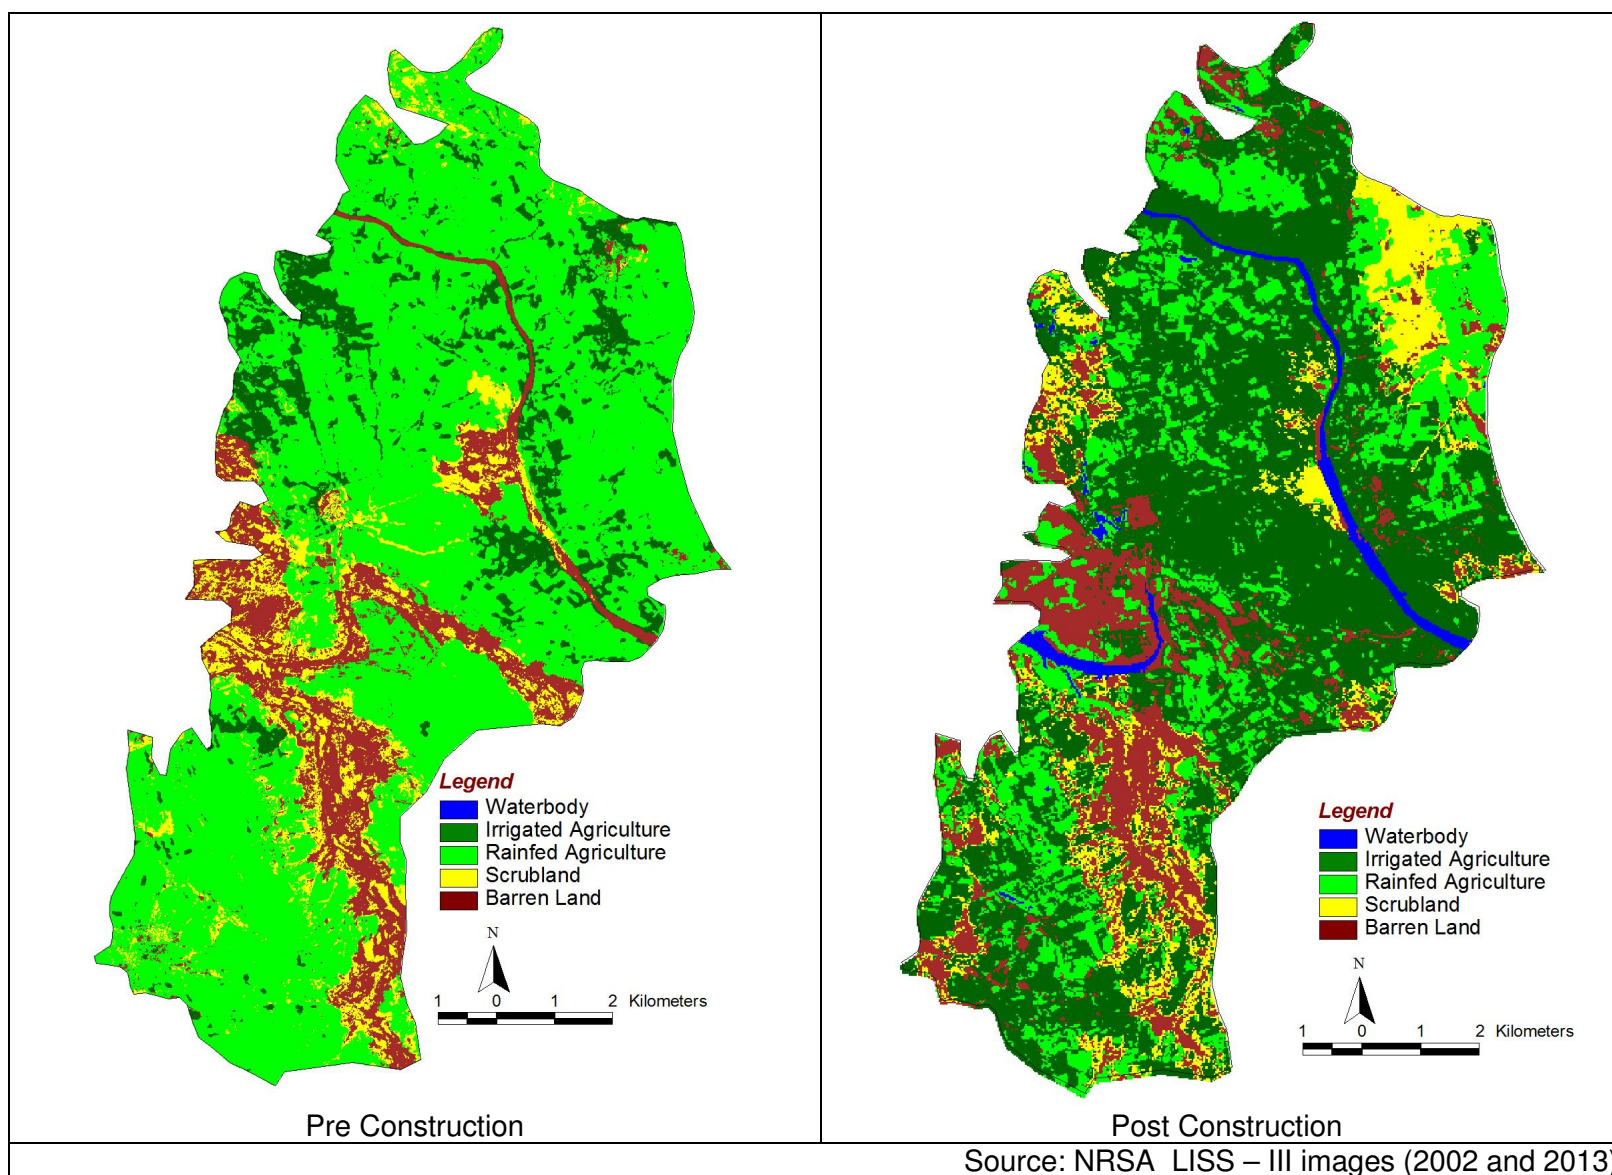 Legend
Waterbody
Irrigated Agriculture
Rainfed Agriculture
Scrubland
Barren Land
N
1 0 1 2 Kilometers
Pre Construction
Legend
Waterbody
Irrigated Agriculture
Rainfed Agriculture
Scrubland
Barren Land
N
1 0 1 2 Kilometers
Post Construction
Source: NRSA LISS – III images (2002 and 2013)